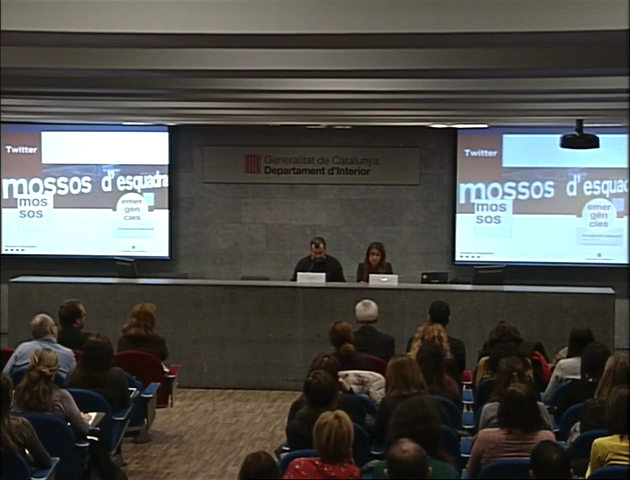 Twitter
mossos d'esquadra
mos
sos
emer
gèn
cies
Generalitat de Catalunya
Departament d'Interior
Twitter
mossos d'esquad
mos
sos
emer
gèn
cies